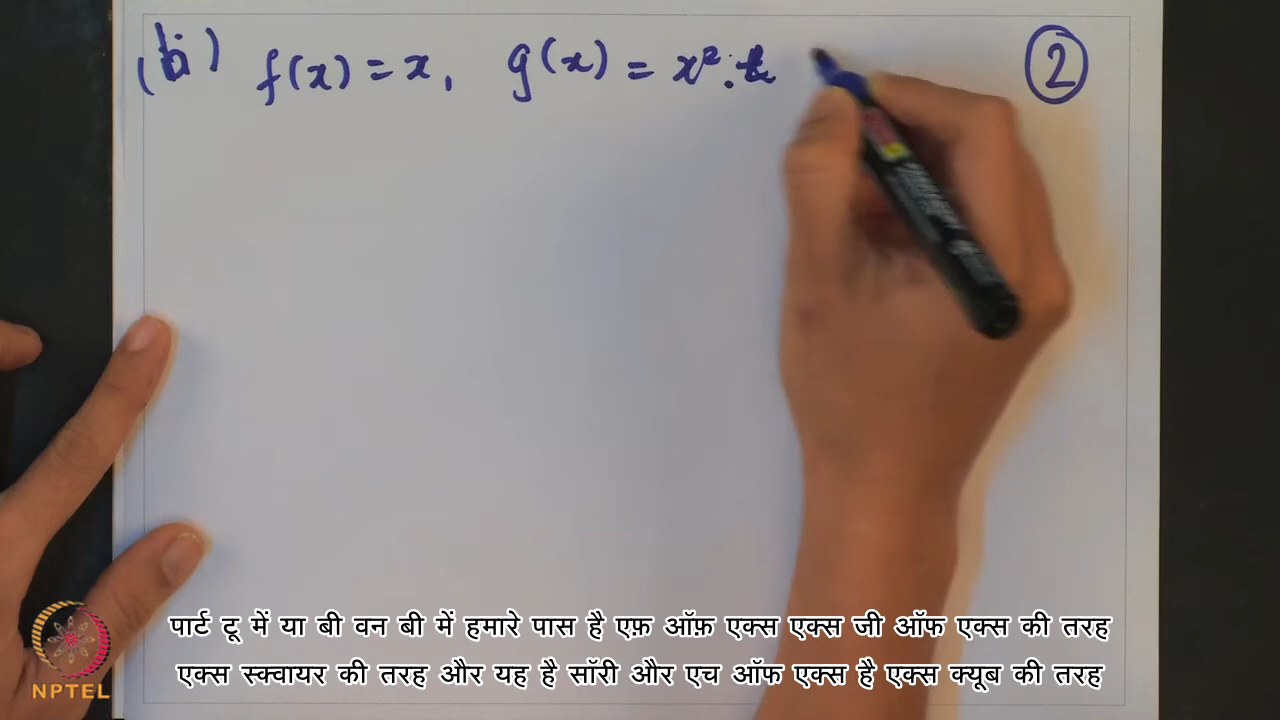 (b) f(x) = x, g(x) = x²
2
पार्ट टू में या बी वन बी में हमारे पास है एफ़ ऑफ़ एक्स एक्स जी ऑफ एक्स की तरह
एक्स स्क्वायर की तरह और यह है सॉरी और एच ऑफ एक्स है एक्स क्यूब की तरह
NPTEL